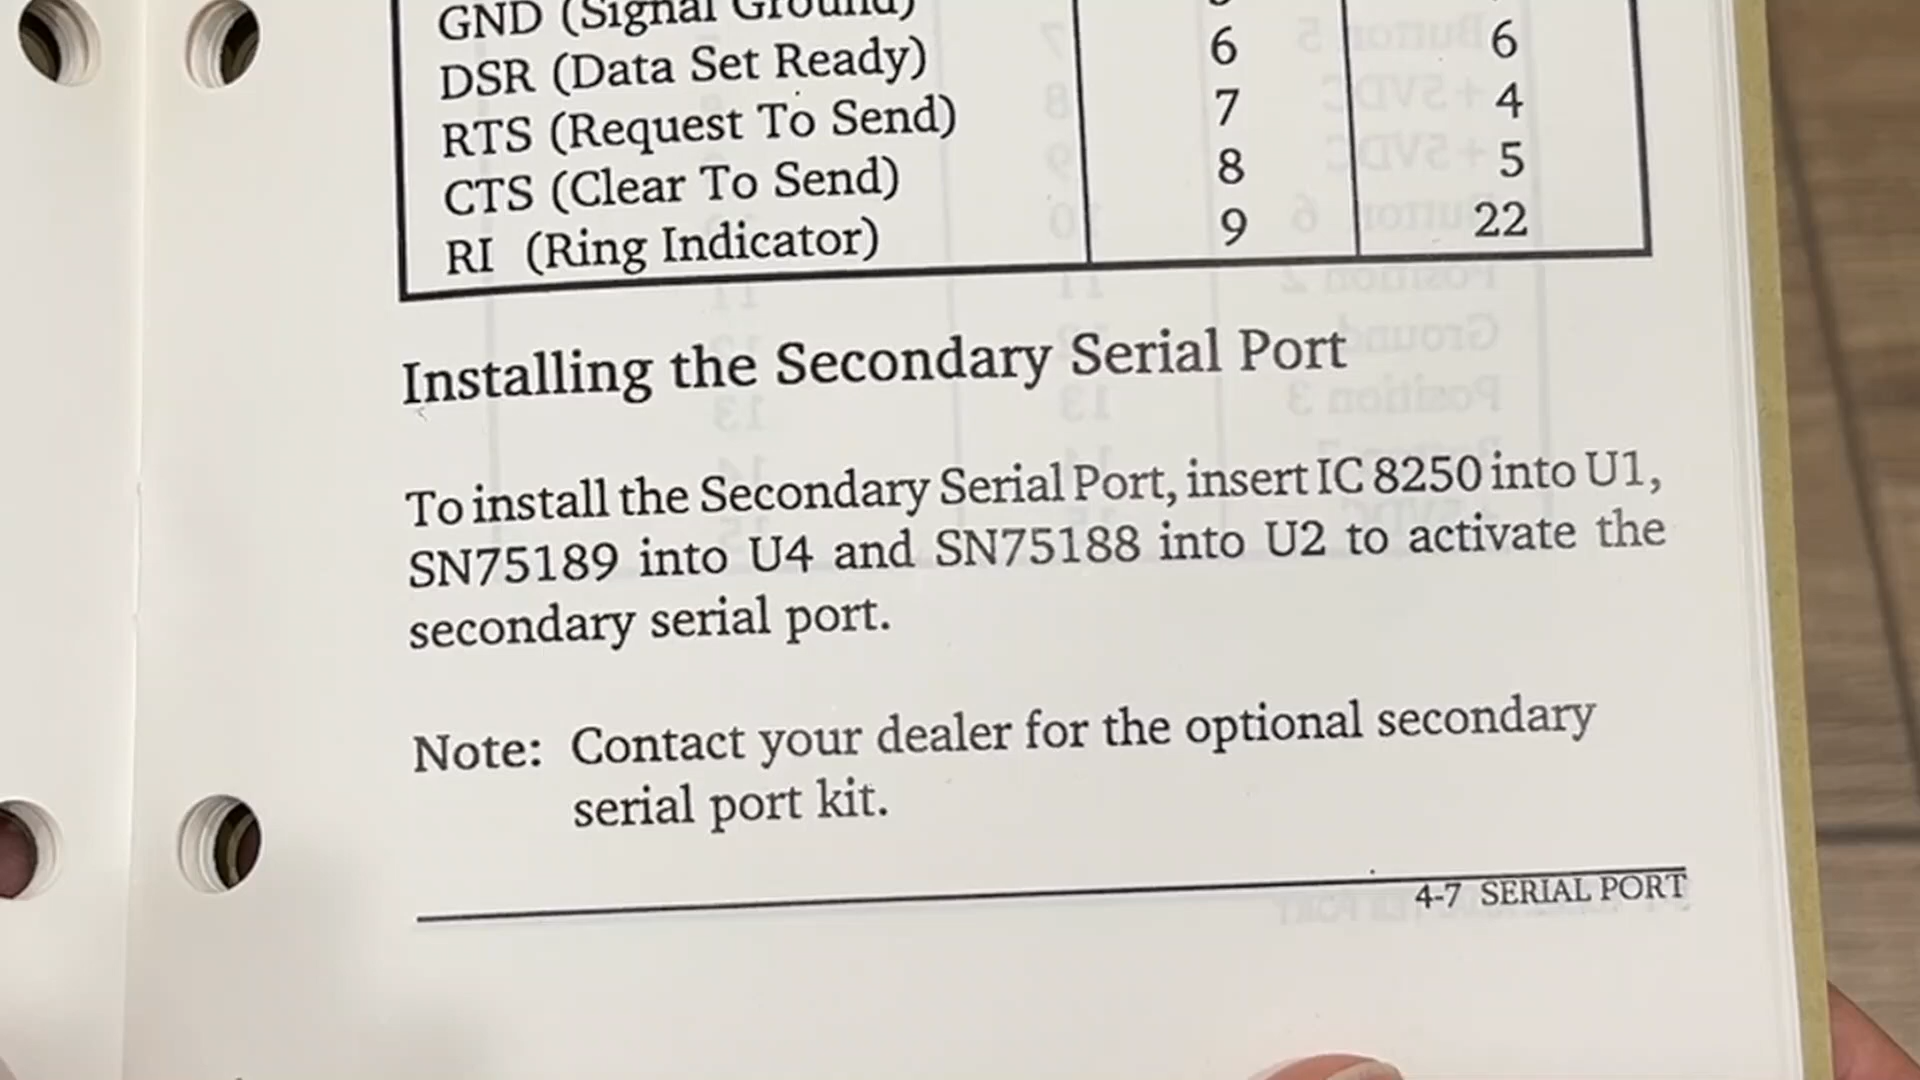 GND (Signal Ground)
DSR (Data Set Ready) 6 6
RTS (Request To Send) 7 4
CTS (Clear To Send) 8 5
RI (Ring Indicator) 9 22
Installing the Secondary Serial Port
To install the Secondary Serial Port, insert IC 8250 into U1,
SN75189 into U4 and SN75188 into U2 to activate the
secondary serial port.
Note: Contact your dealer for the optional secondary
serial port kit.
4-7 SERIAL PORT